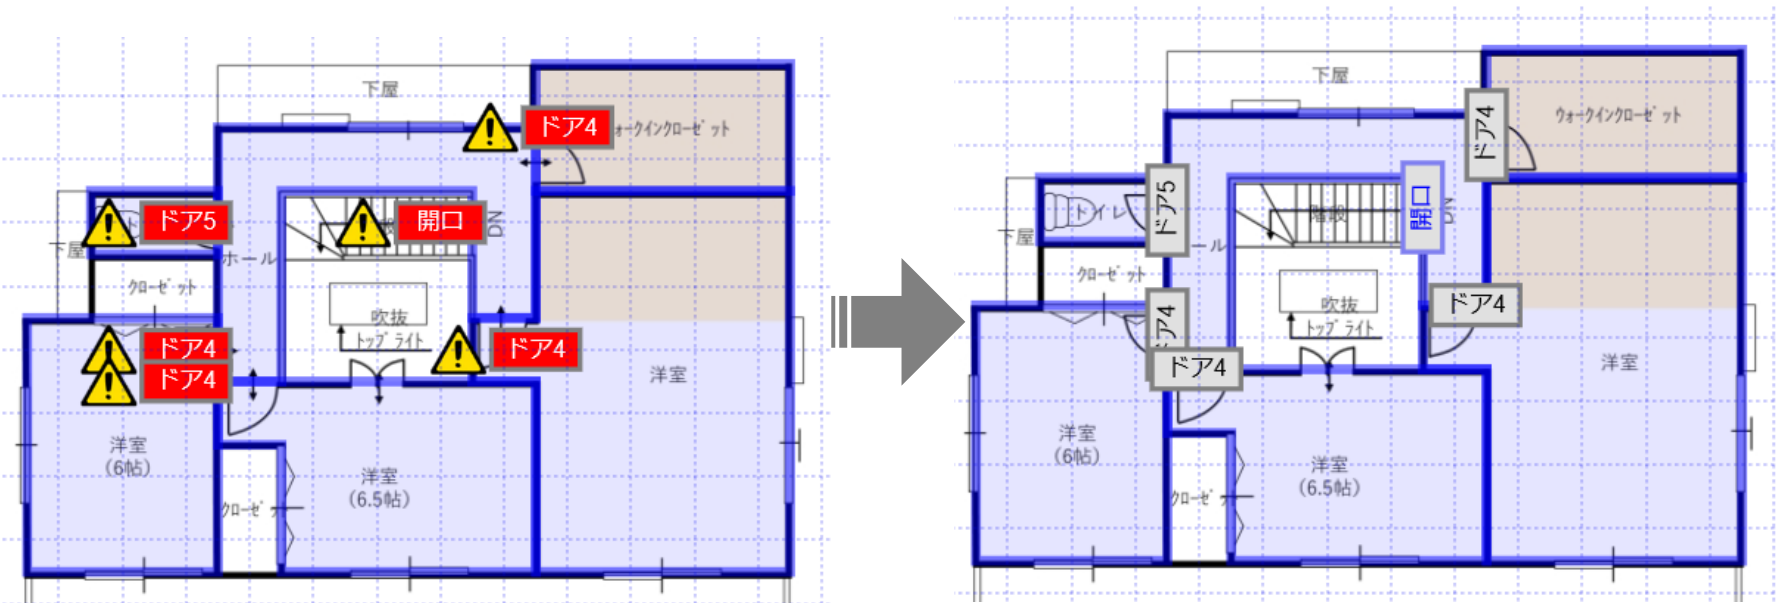 下屋
ドア4
ォークインクローゼット
ドア5
開口
DN
下屋
ホール
クローゼット
吹抜
トップライト
ドア4
ドア4
ドア4
洋室
洋室
(6帖)
洋室
(6.5帖)
クローゼット
下屋
ドア4
ウォークインクローゼット
ドア5
トイレ
階段
開口
DN
下屋
ール
クローゼット
ドア4
吹抜
トップライト
ドア4
ドア4
洋室
洋室
(6帖)
洋室
(6.5帖)
クローゼット